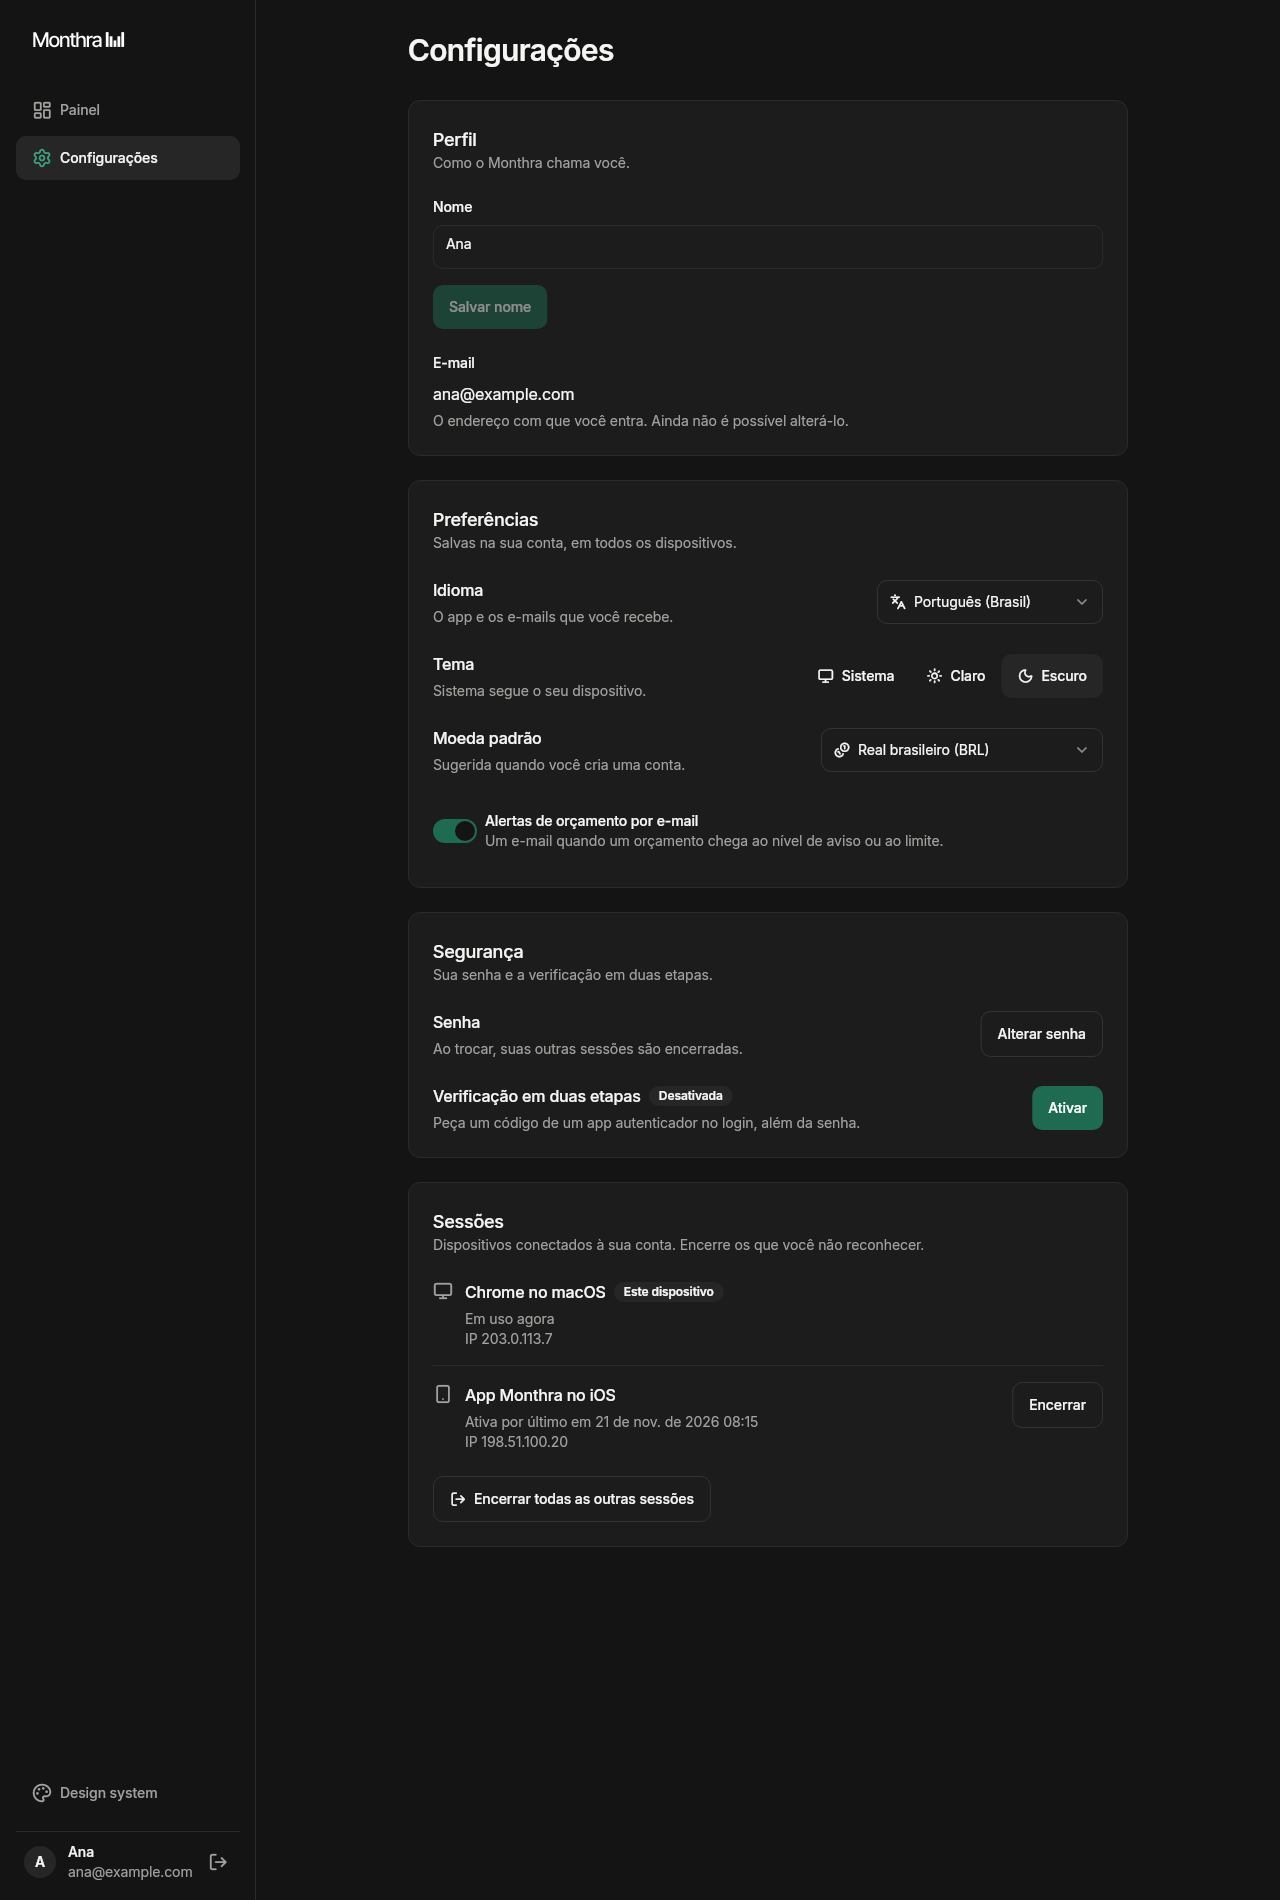 Monthra
Painel
Configurações
Configurações
Perfil
Como o Monthra chama você.
Nome
Ana
Salvar nome
E-mail
ana@example.com
O endereço com que você entra. Ainda não é possível alterá-lo.
Preferências
Salvas na sua conta, em todos os dispositivos.
Idioma
O app e os e-mails que você recebe.
Português (Brasil)
Tema
Sistema segue o seu dispositivo.
Sistema
Claro
Escuro
Moeda padrão
Sugerida quando você cria uma conta.
Real brasileiro (BRL)
Alertas de orçamento por e-mail
Um e-mail quando um orçamento chega ao nível de aviso ou ao limite.
Segurança
Sua senha e a verificação em duas etapas.
Senha
Ao trocar, suas outras sessões são encerradas.
Alterar senha
Verificação em duas etapas Desativada
Peça um código de um app autenticador no login, além da senha.
Ativar
Sessões
Dispositivos conectados à sua conta. Encerre os que você não reconhecer.
Chrome no macOS Este dispositivo
Em uso agora
IP 203.0.113.7
App Monthra no iOS
Ativa por último em 21 de nov. de 2026 08:15
IP 198.51.100.20
Encerrar
Encerrar todas as outras sessões
Design system
A
Ana
ana@example.com